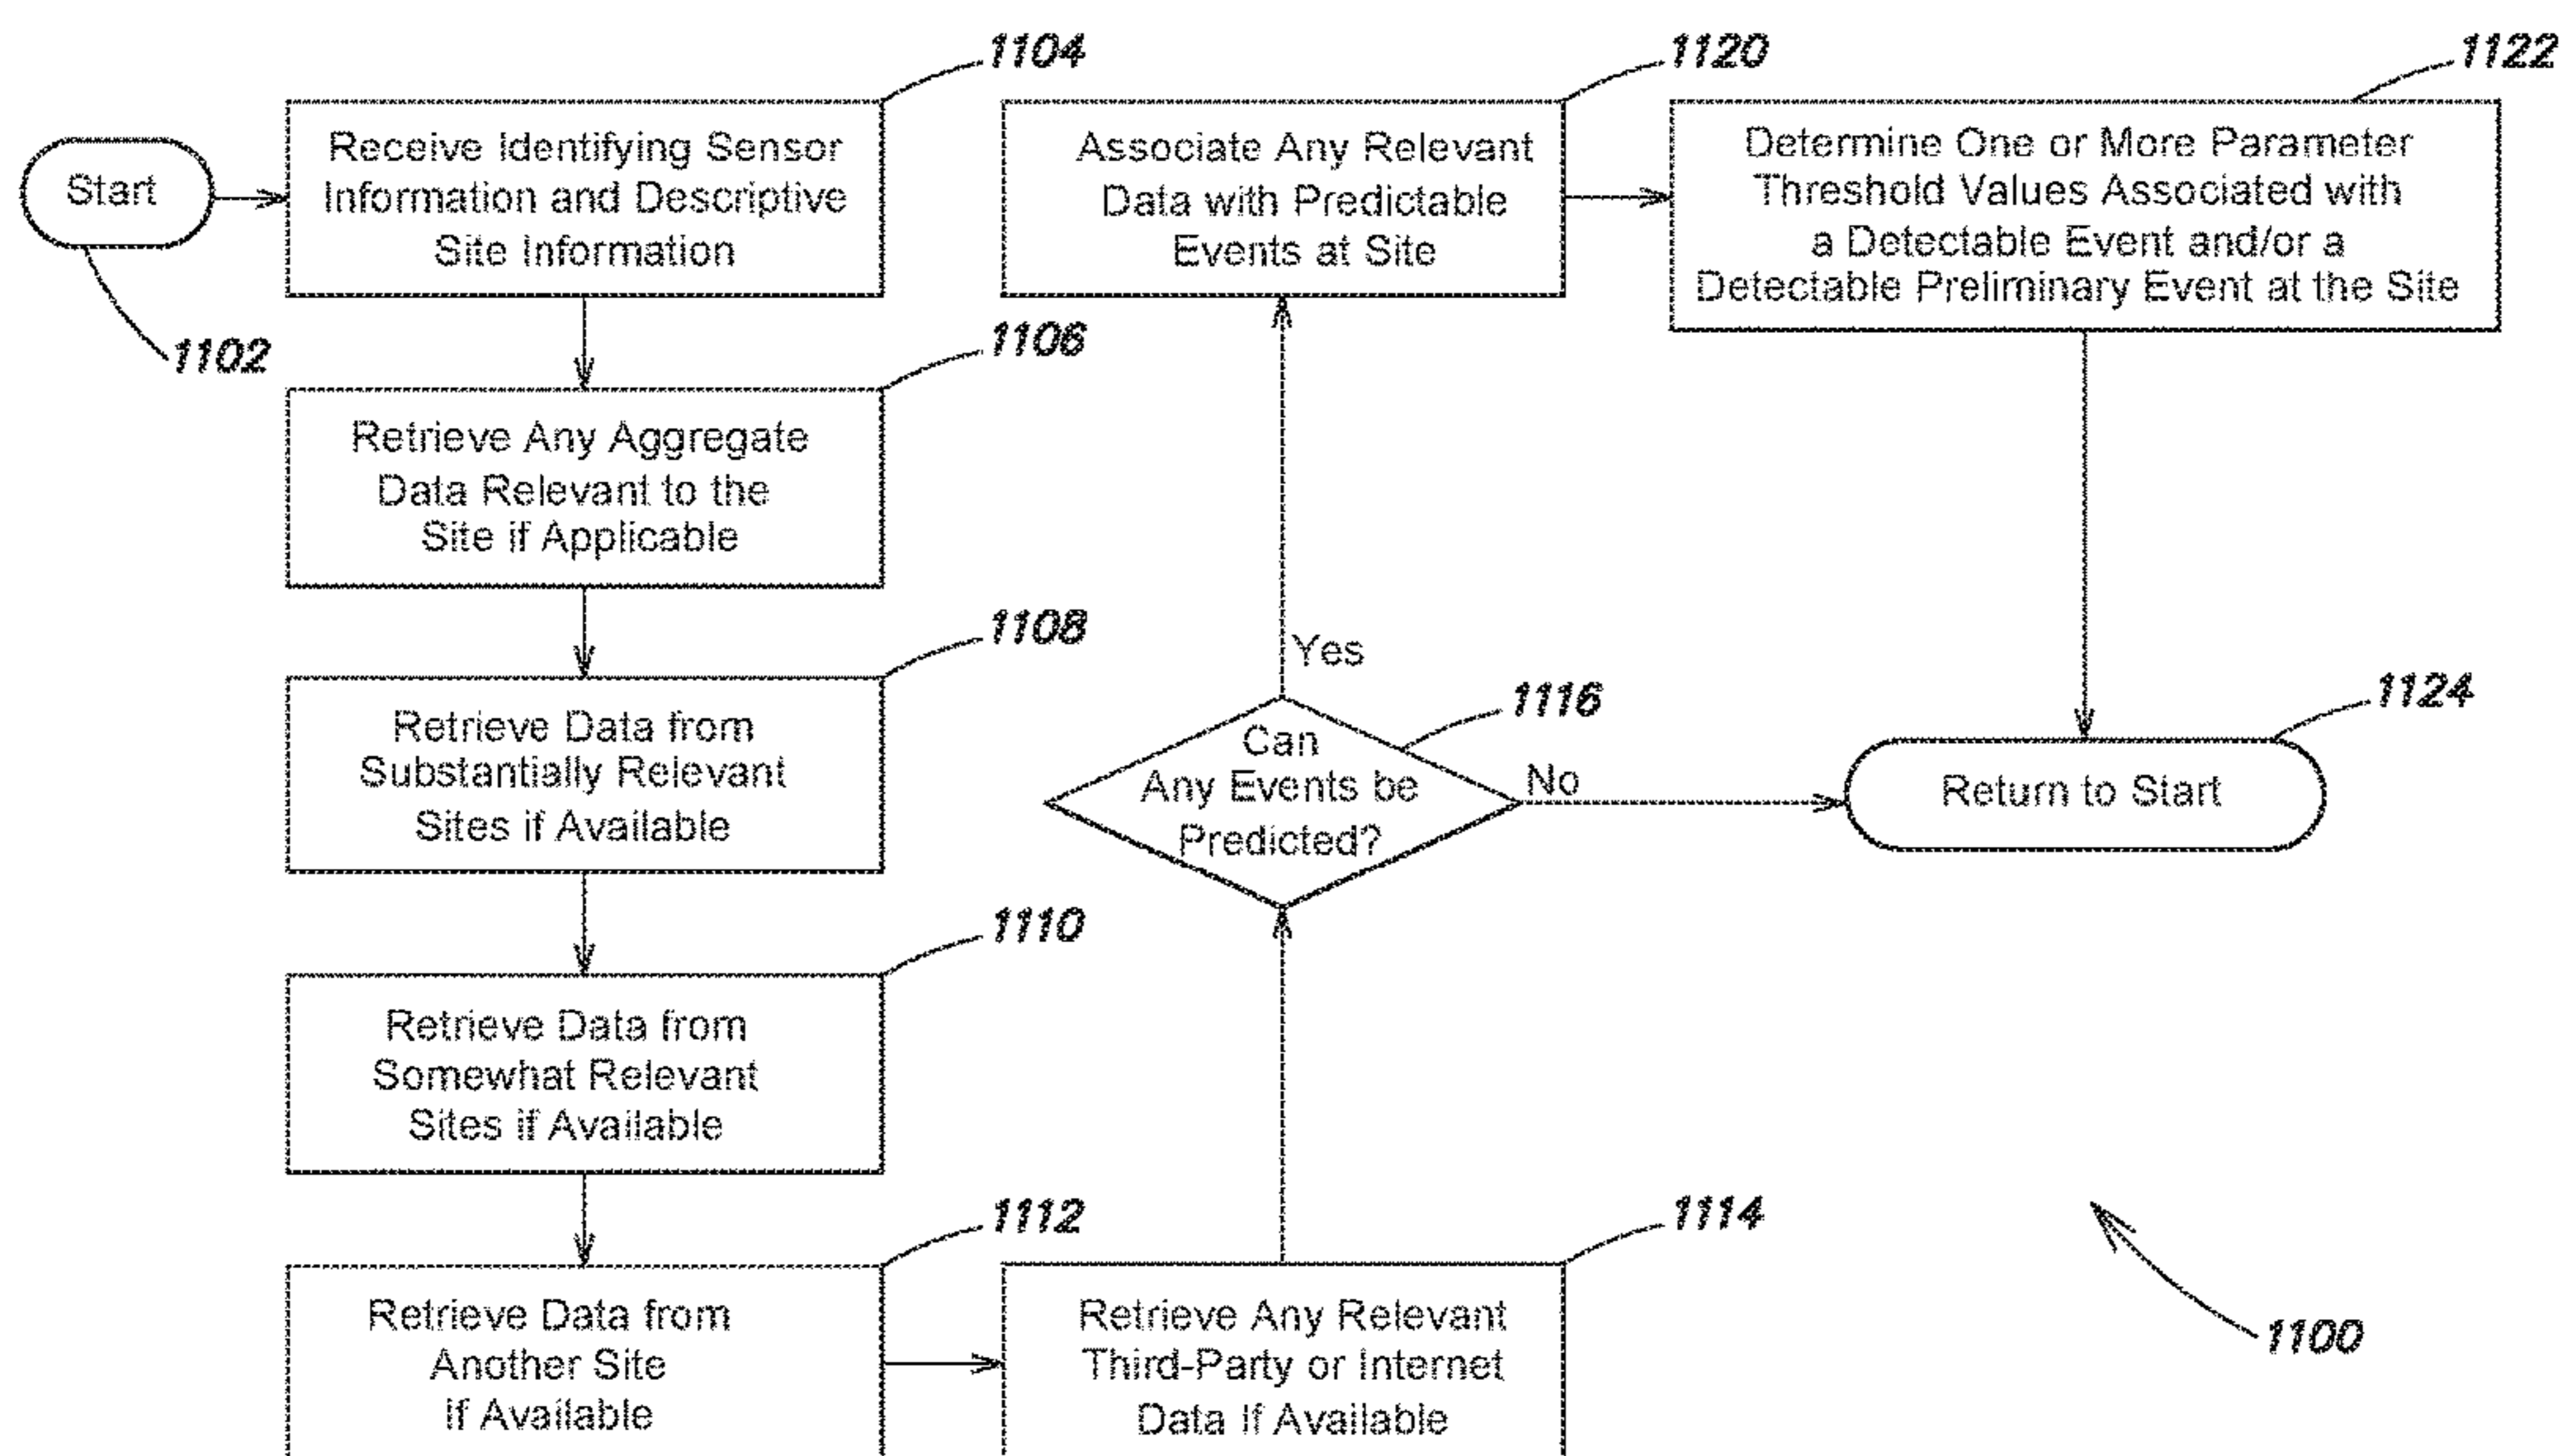 1102
Start
1104
Receive Identifying Sensor
Information and Descriptive
Site Information
1106
Retrieve Any Aggregate
Data Relevant to the
Site if Applicable
1108
Retrieve Data from
Substantially Relevant
Sites if Available
1110
Retrieve Data from
Somewhat Relevant
Sites if Available
1112
Retrieve Data from
Another Site
if Available
1114
Retrieve Any Relevant
Third-Party or Internet
Data If Available
1116
Can
Any Events be
Predicted?
Yes
No
1120
Associate Any Relevant
Data with Predictable
Events at Site
1122
Determine One or More Parameter
Threshold Values Associated with
a Detectable Event and/or a
Detectable Preliminary Event at the Site
1124
Return to Start
1100